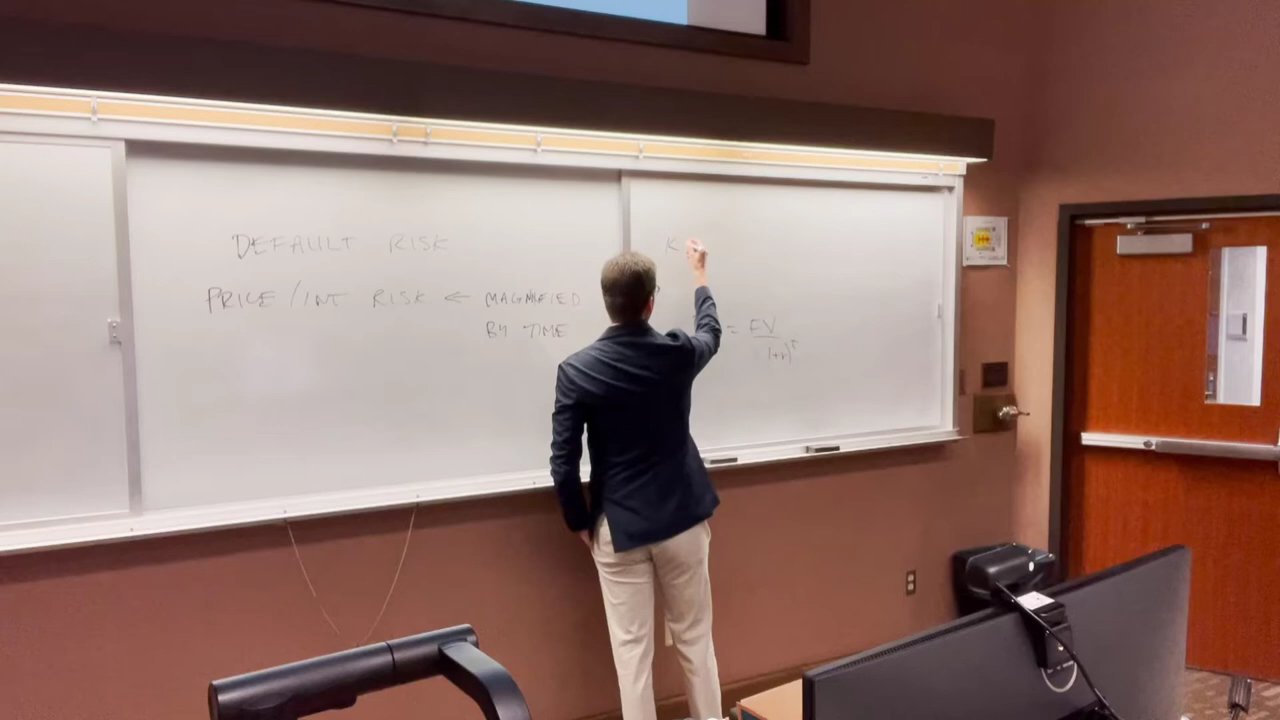 DEFAULT RISK
PRICE/INT RISK ← MAGNIFIED
BY TIME
K
= FV
(1+r)^t